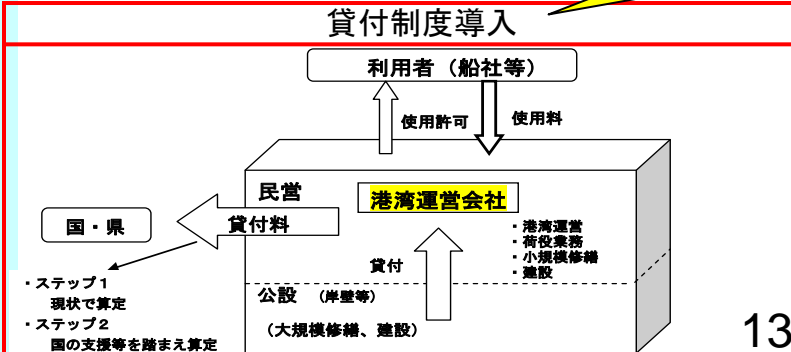 貸付制度導入
利用者（船社等）
使用許可
使用料
民営
港湾運営会社
国・県
貸付料
・港湾運営
・荷役業務
・小規模修繕
・建設
貸付
・ステップ１
現状で算定
・ステップ２
国の支援等を踏まえ算定
公設　（岸壁等）
（大規模修繕、建設）
13